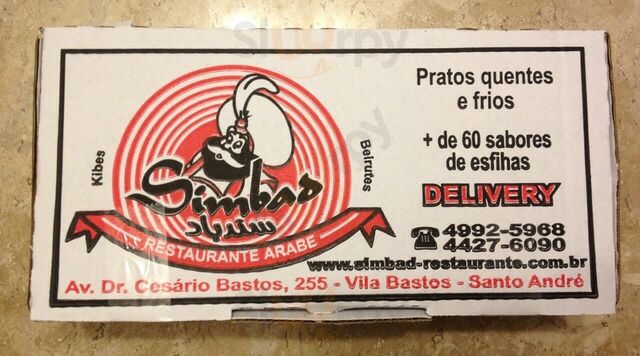 Sluurpy
Kibes
Beirutes
Simbad
سندباد
RESTAURANTE ARABE
Pratos quentes
e frios
+ de 60 sabores
de esfihas
DELIVERY
4992-5968
4427-6090
www.simbad-restaurante.com.br
Av. Dr. Cesário Bastos, 255 - Vila Bastos - Santo André